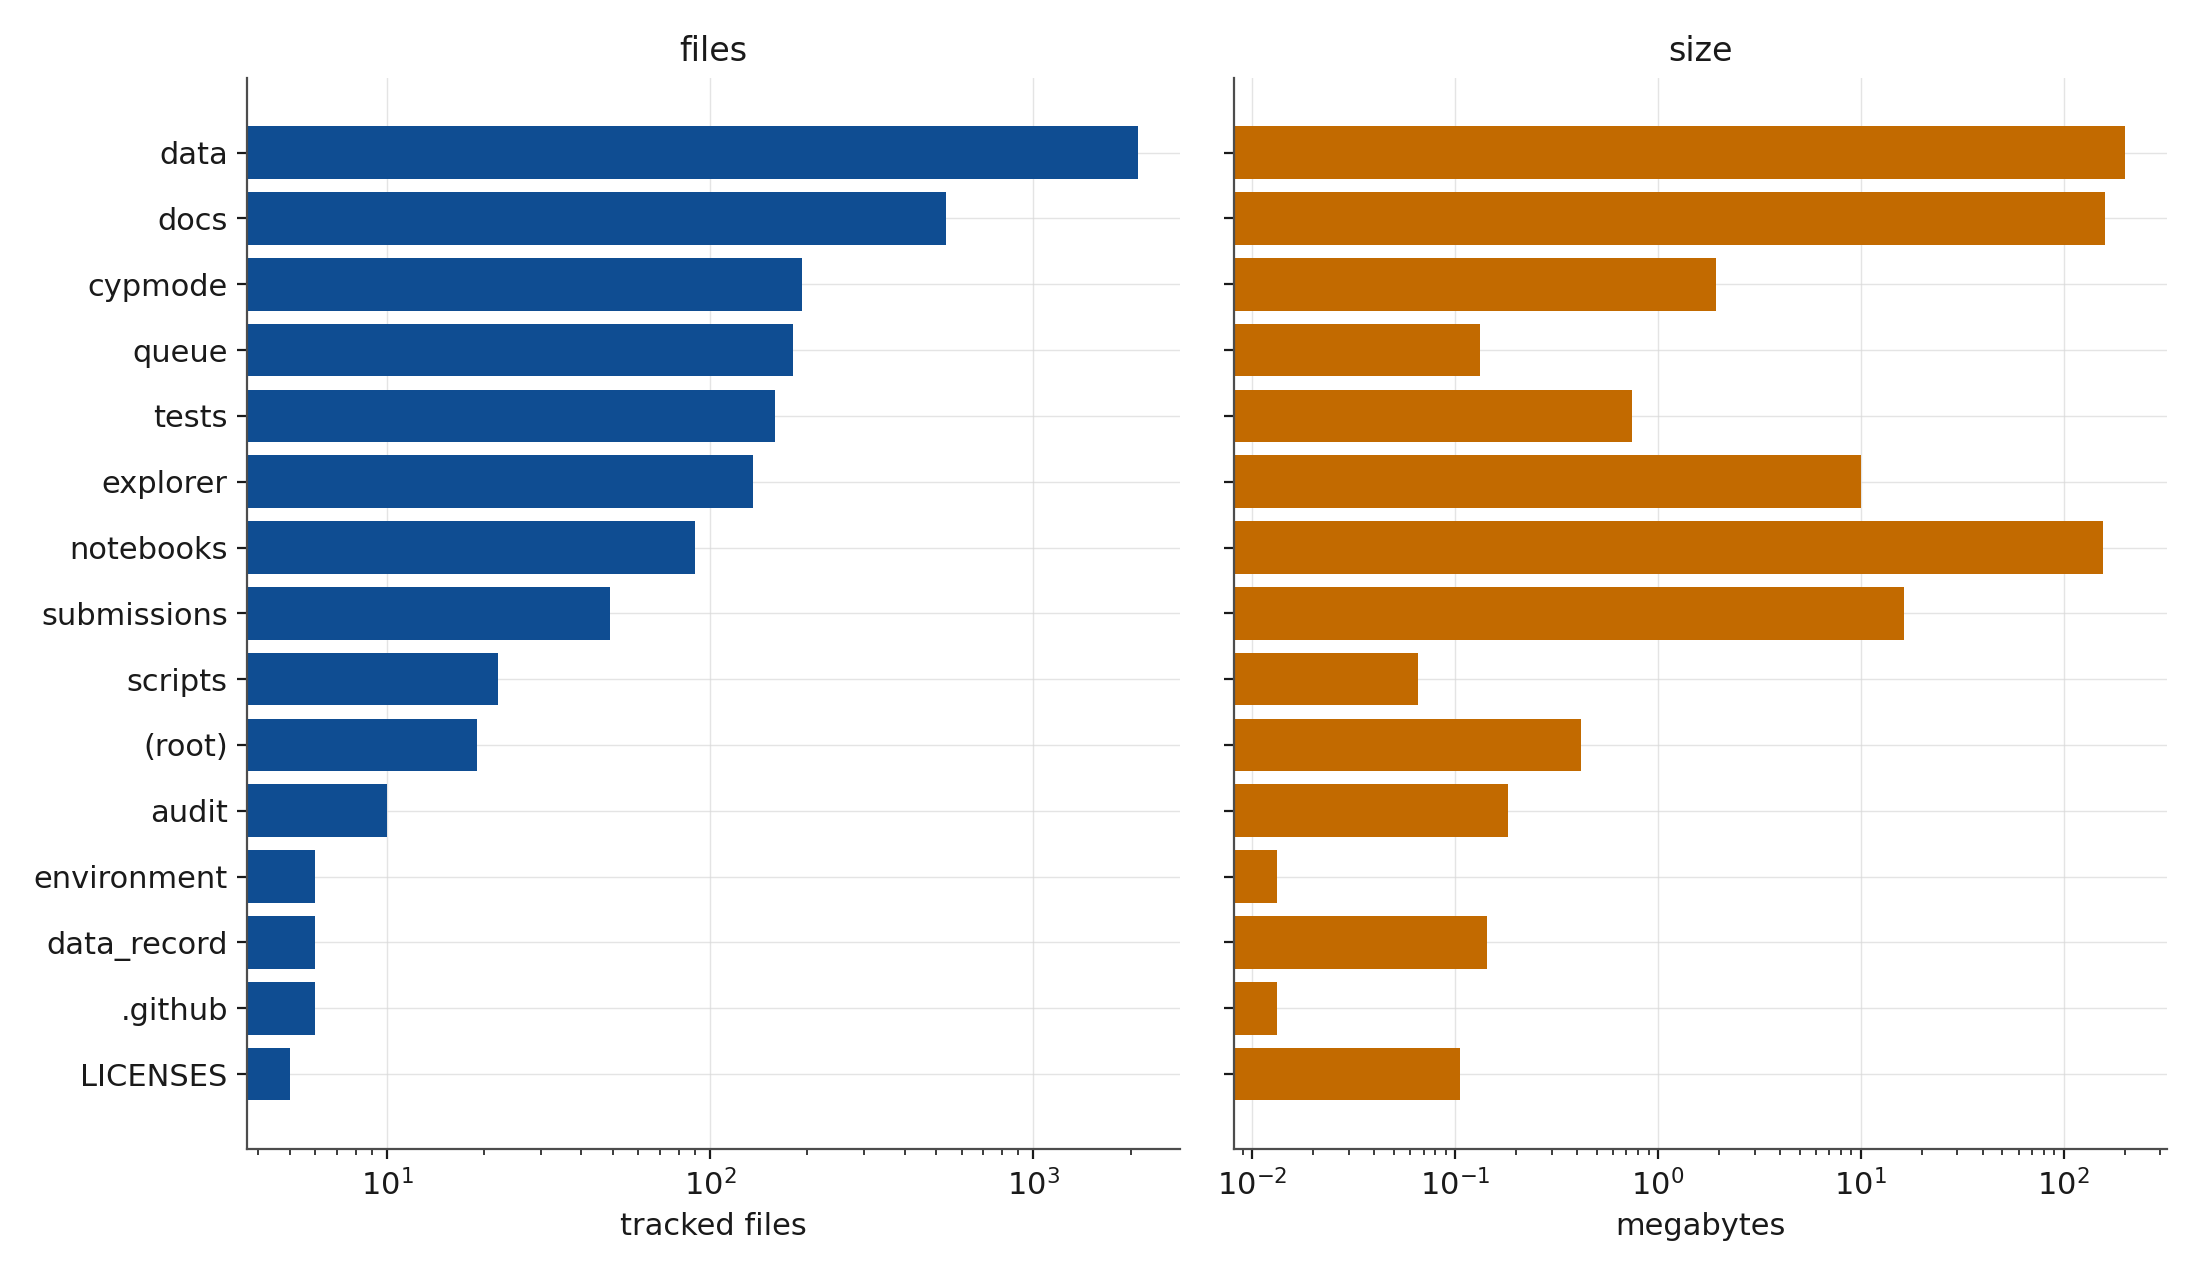 files
size
data
docs
cypmode
queue
tests
explorer
notebooks
submissions
scripts
(root)
audit
environment
data_record
.github
LICENSES
10¹ 10² 10³
10⁻² 10⁻¹ 10⁰ 10¹ 10²
tracked files
megabytes